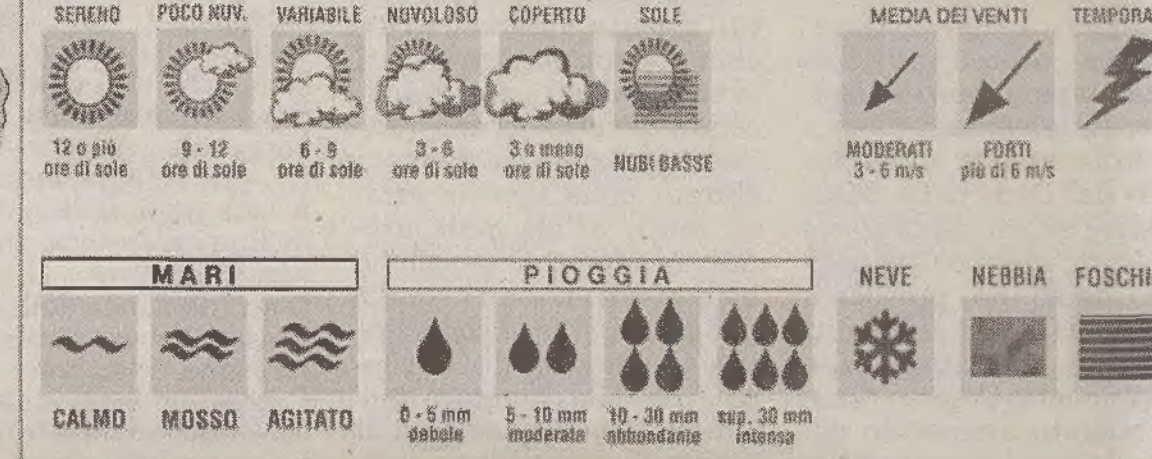 SERENO POCO NUV. VARIABILE NUVOLOSO COPERTO SOLE MEDIA DEI VENTI TEMPORA
12 o più 9 - 12 6 - 9 3 - 6 3 o meno MODERATI FORTI
ore di sole ore di sole ore di sole ore di sole ore di sole NUBI BASSE 3 - 6 m/s più di 6 m/s
MARI PIOGGIA NEVE NEBBIA FOSCHI
CALMO MOSSO AGITATO 0 - 5 mm 5 - 10 mm 10 - 30 mm sup. 30 mm
debole moderata abbondante intensa